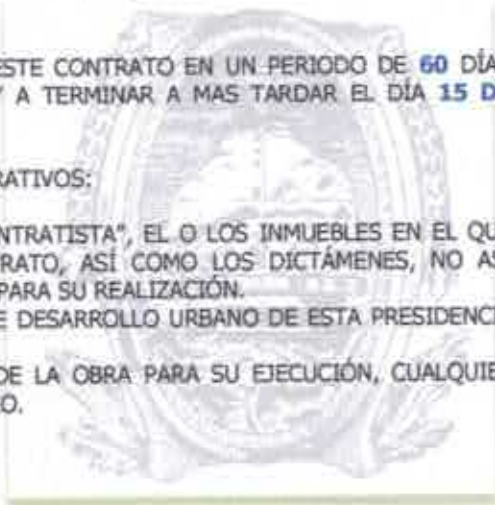 ESTE CONTRATO EN UN PERIODO DE 60 DÍA
Y A TERMINAR A MAS TARDAR EL DÍA 15 D
RATIVOS:
NTRATISTA", EL O LOS INMUEBLES EN EL QU
RATO, ASÍ COMO LOS DICTÁMENES, NO AS
PARA SU REALIZACIÓN.
E DESARROLLO URBANO DE ESTA PRESIDENCI
DE LA OBRA PARA SU EJECUCIÓN, CUALQUIE
O.